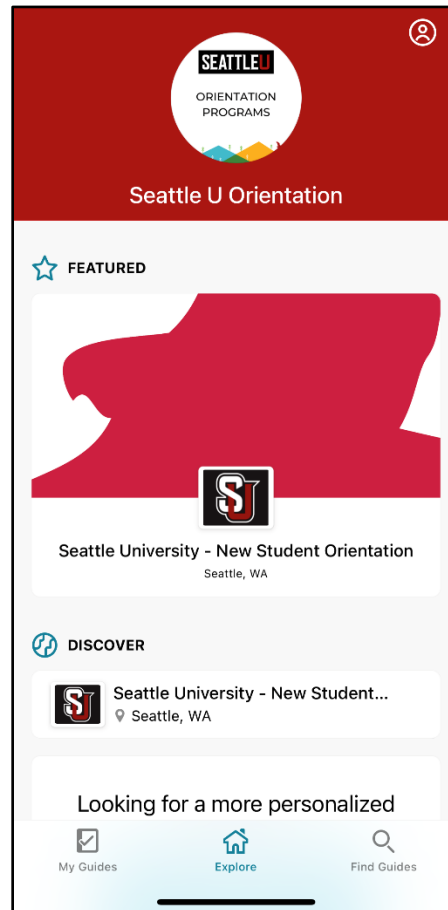 SEATTLEU
ORIENTATION
PROGRAMS
Seattle U Orientation
FEATURED
SU
Seattle University - New Student Orientation
Seattle, WA
DISCOVER
SU
Seattle University - New Student...
Seattle, WA
Looking for a more personalized
My Guides
Explore
Find Guides